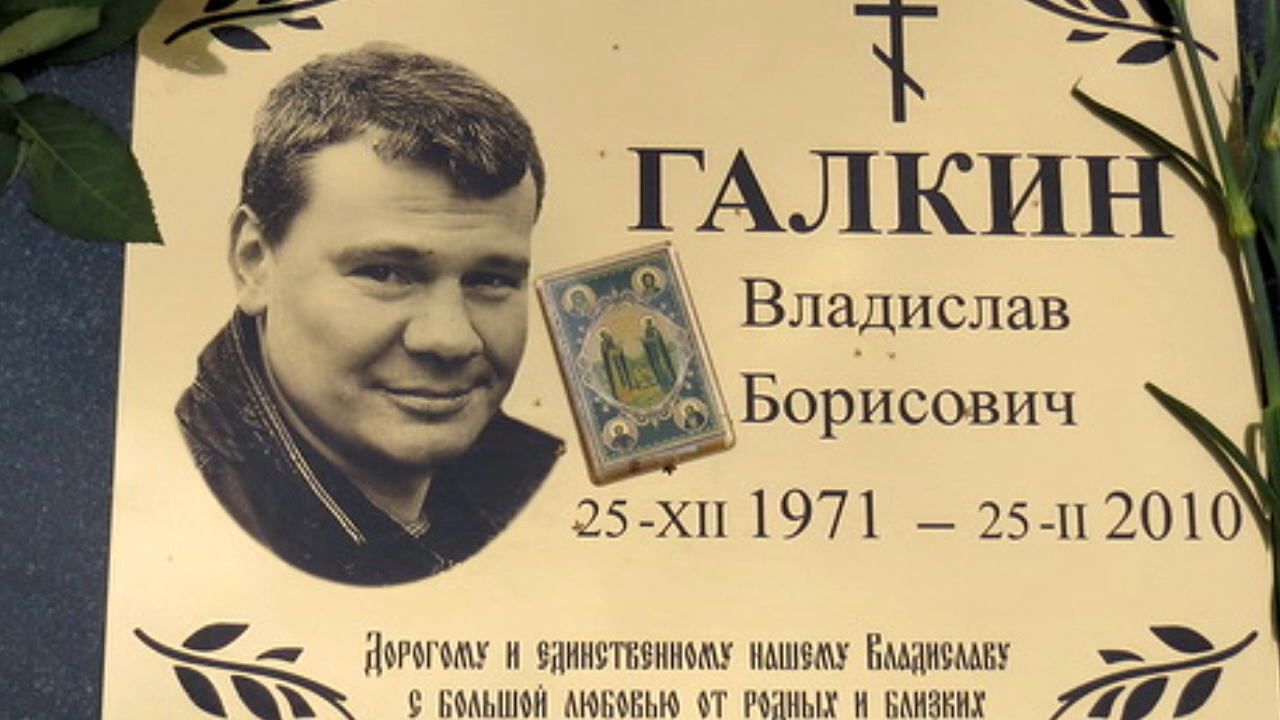 ГАЛКИН
Владислав
Борисович
25-XII 1971 – 25-II 2010
Дорогому и единственному нашему Владиславу
с большой любовью от родных и близких